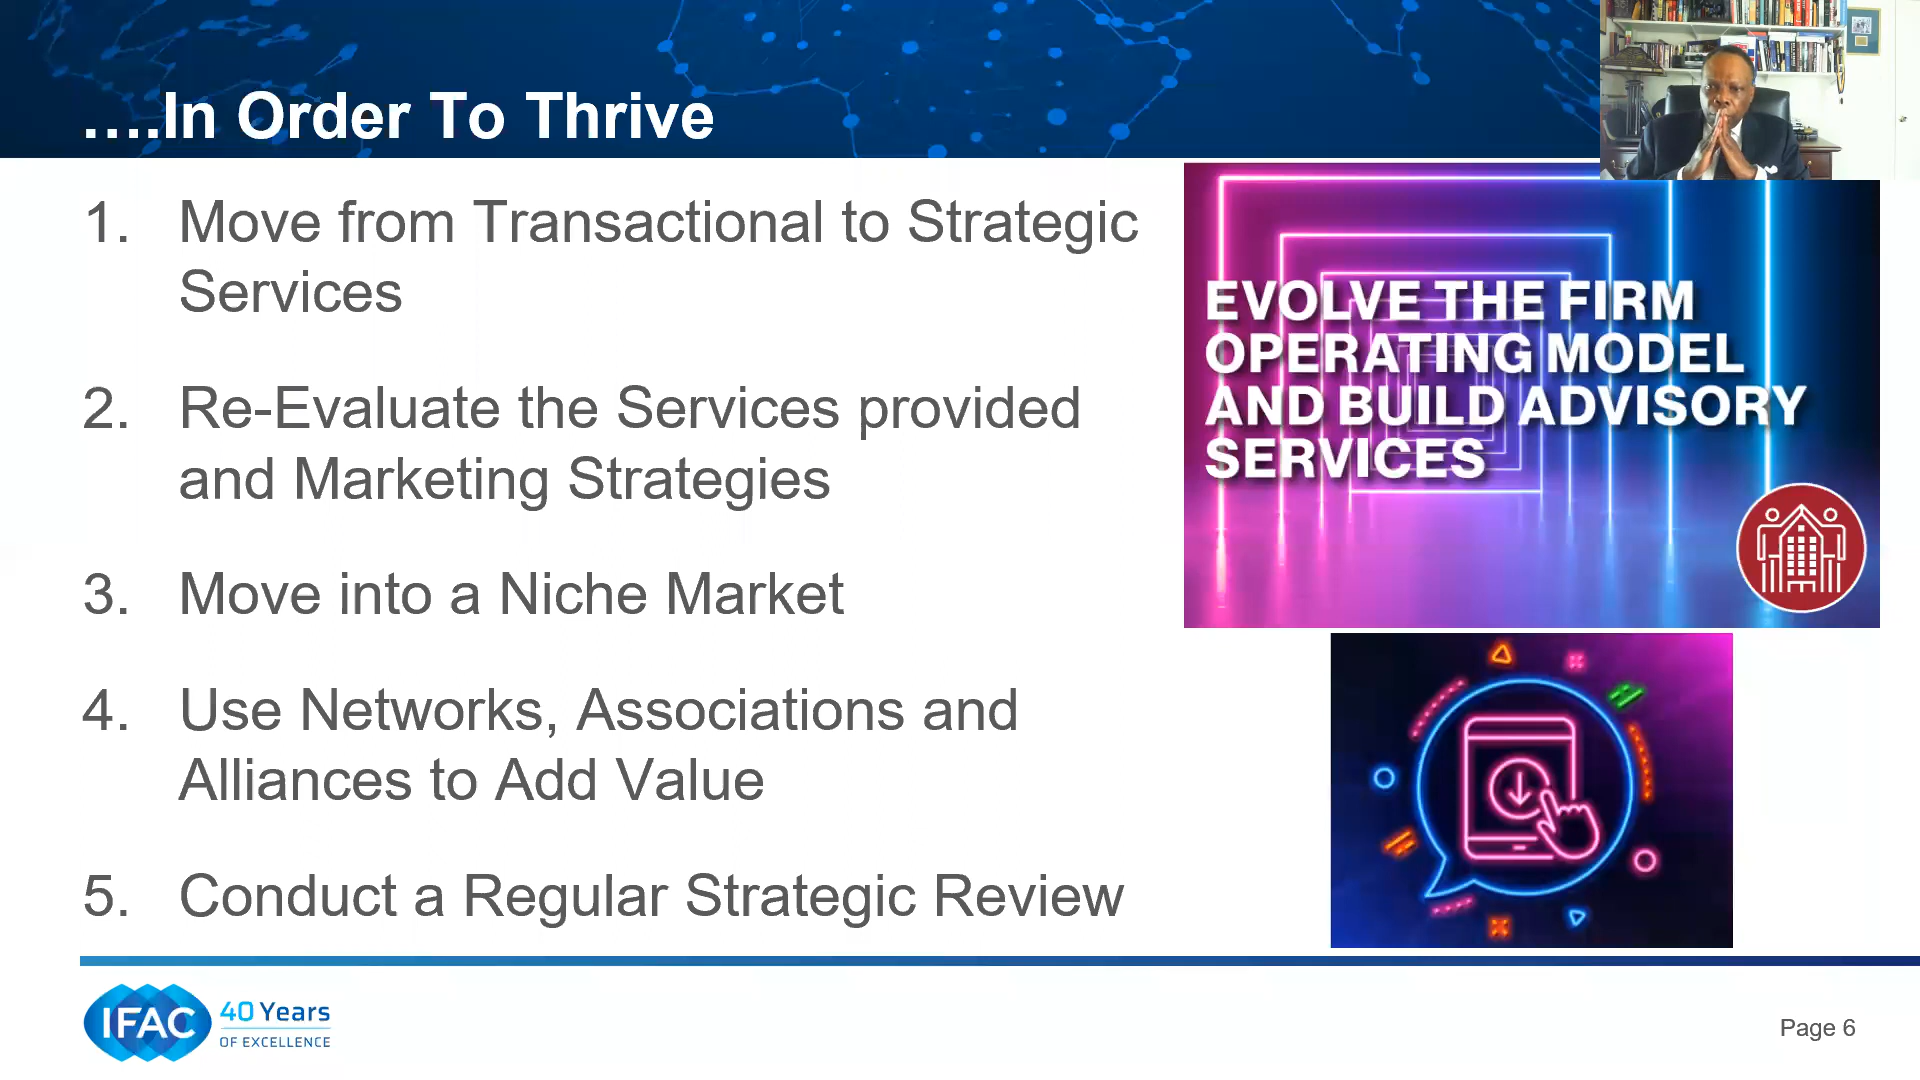 ….In Order To Thrive
1. Move from Transactional to Strategic
Services
2. Re-Evaluate the Services provided
and Marketing Strategies
3. Move into a Niche Market
4. Use Networks, Associations and
Alliances to Add Value
5. Conduct a Regular Strategic Review
EVOLVE THE FIRM
OPERATING MODEL
AND BUILD ADVISORY
SERVICES
IFAC
40 Years
OF EXCELLENCE
Page 6